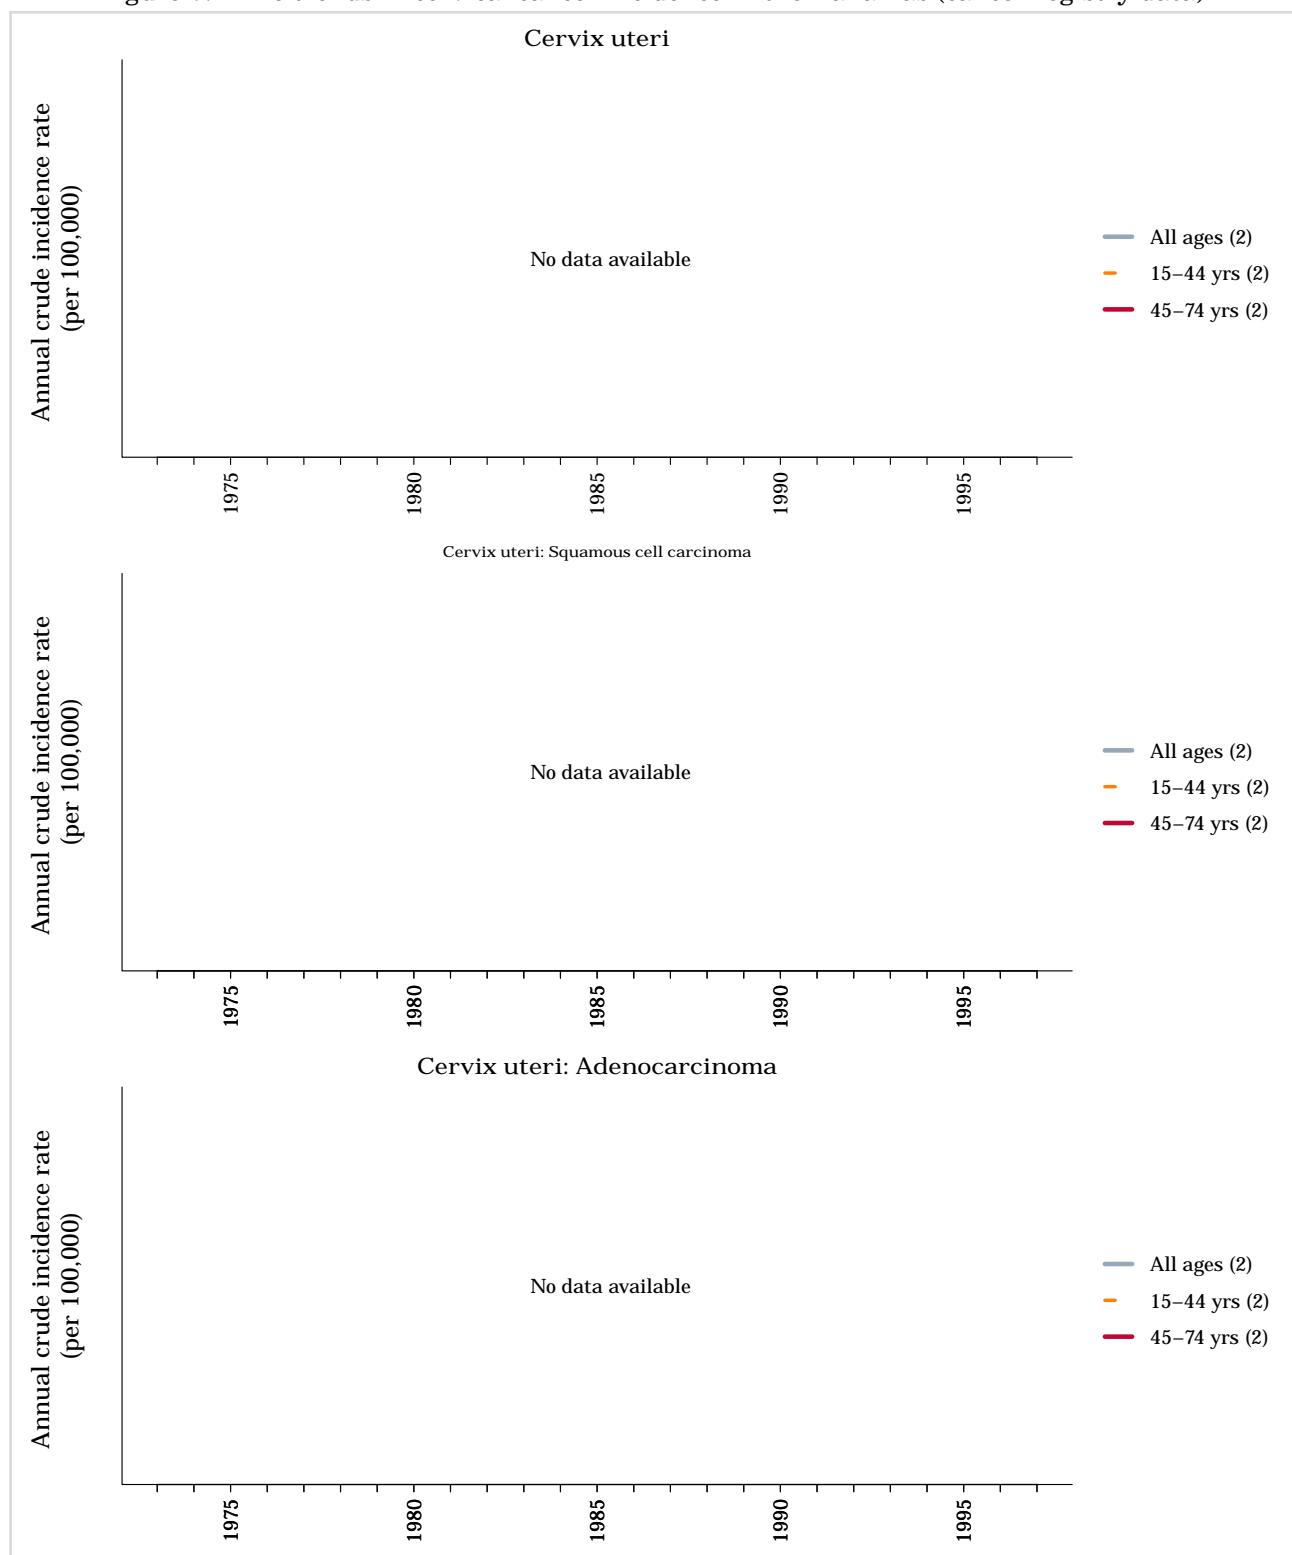 Cervix uteri
Annual crude incidence rate
(per 100,000)
No data available
All ages (2)
15–44 yrs (2)
45–74 yrs (2)
1975
1980
1985
1990
1995
Cervix uteri: Squamous cell carcinoma
Annual crude incidence rate
(per 100,000)
No data available
All ages (2)
15–44 yrs (2)
45–74 yrs (2)
1975
1980
1985
1990
1995
Cervix uteri: Adenocarcinoma
Annual crude incidence rate
(per 100,000)
No data available
All ages (2)
15–44 yrs (2)
45–74 yrs (2)
1975
1980
1985
1990
1995